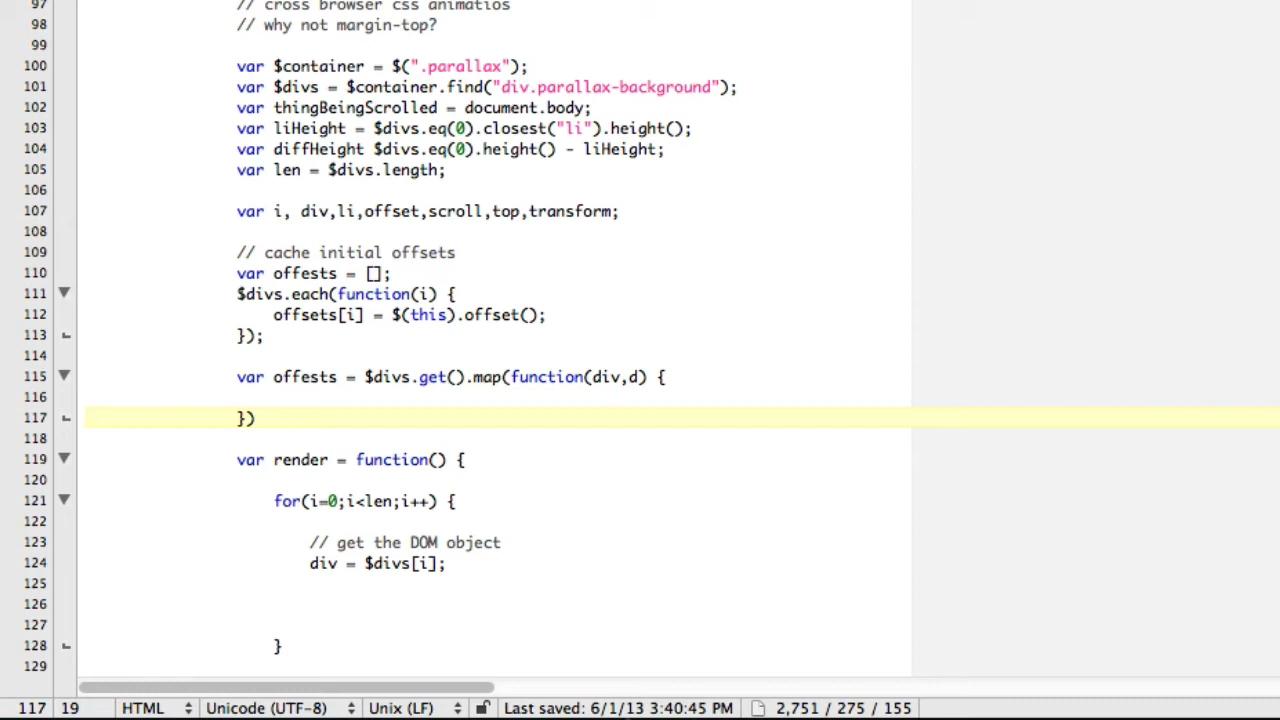 97 // cross browser css animatios
98 // why not margin-top?
99
100 var $container = $(".parallax");
101 var $divs = $container.find("div.parallax-background");
102 var thingBeingScrolled = document.body;
103 var liHeight = $divs.eq(0).closest("li").height();
104 var diffHeight $divs.eq(0).height() - liHeight;
105 var len = $divs.length;
106
107 var i, div,li,offset,scroll,top,transform;
108
109 // cache initial offsets
110 var offests = [];
111 $divs.each(function(i) {
112 offsets[i] = $(this).offset();
113 });
114
115 var offests = $divs.get().map(function(div,d) {
116
117 })
118
119 var render = function() {
120
121 for(i=0;i<len;i++) {
122
123 // get the DOM object
124 div = $divs[i];
125
126
127
128 }
129
117 19 HTML Unicode (UTF-8) Unix (LF) Last saved: 6/1/13 3:40:45 PM 2,751 / 275 / 155